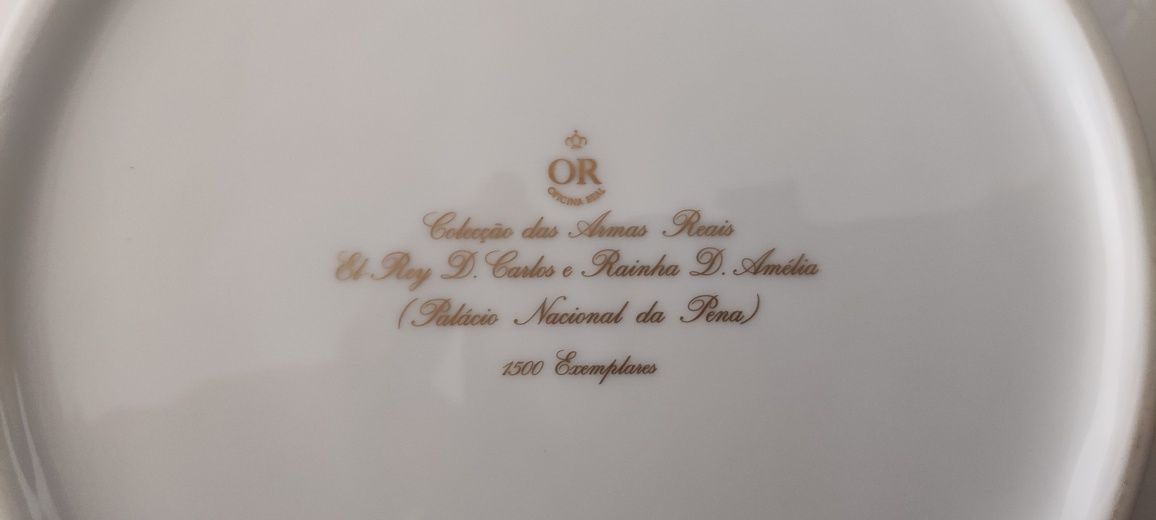 OR
OFICINA REAL
Colecção das Armas Reais
El-Rey D. Carlos e Rainha D. Amélia
(Palácio Nacional da Pena)
1500 Exemplares